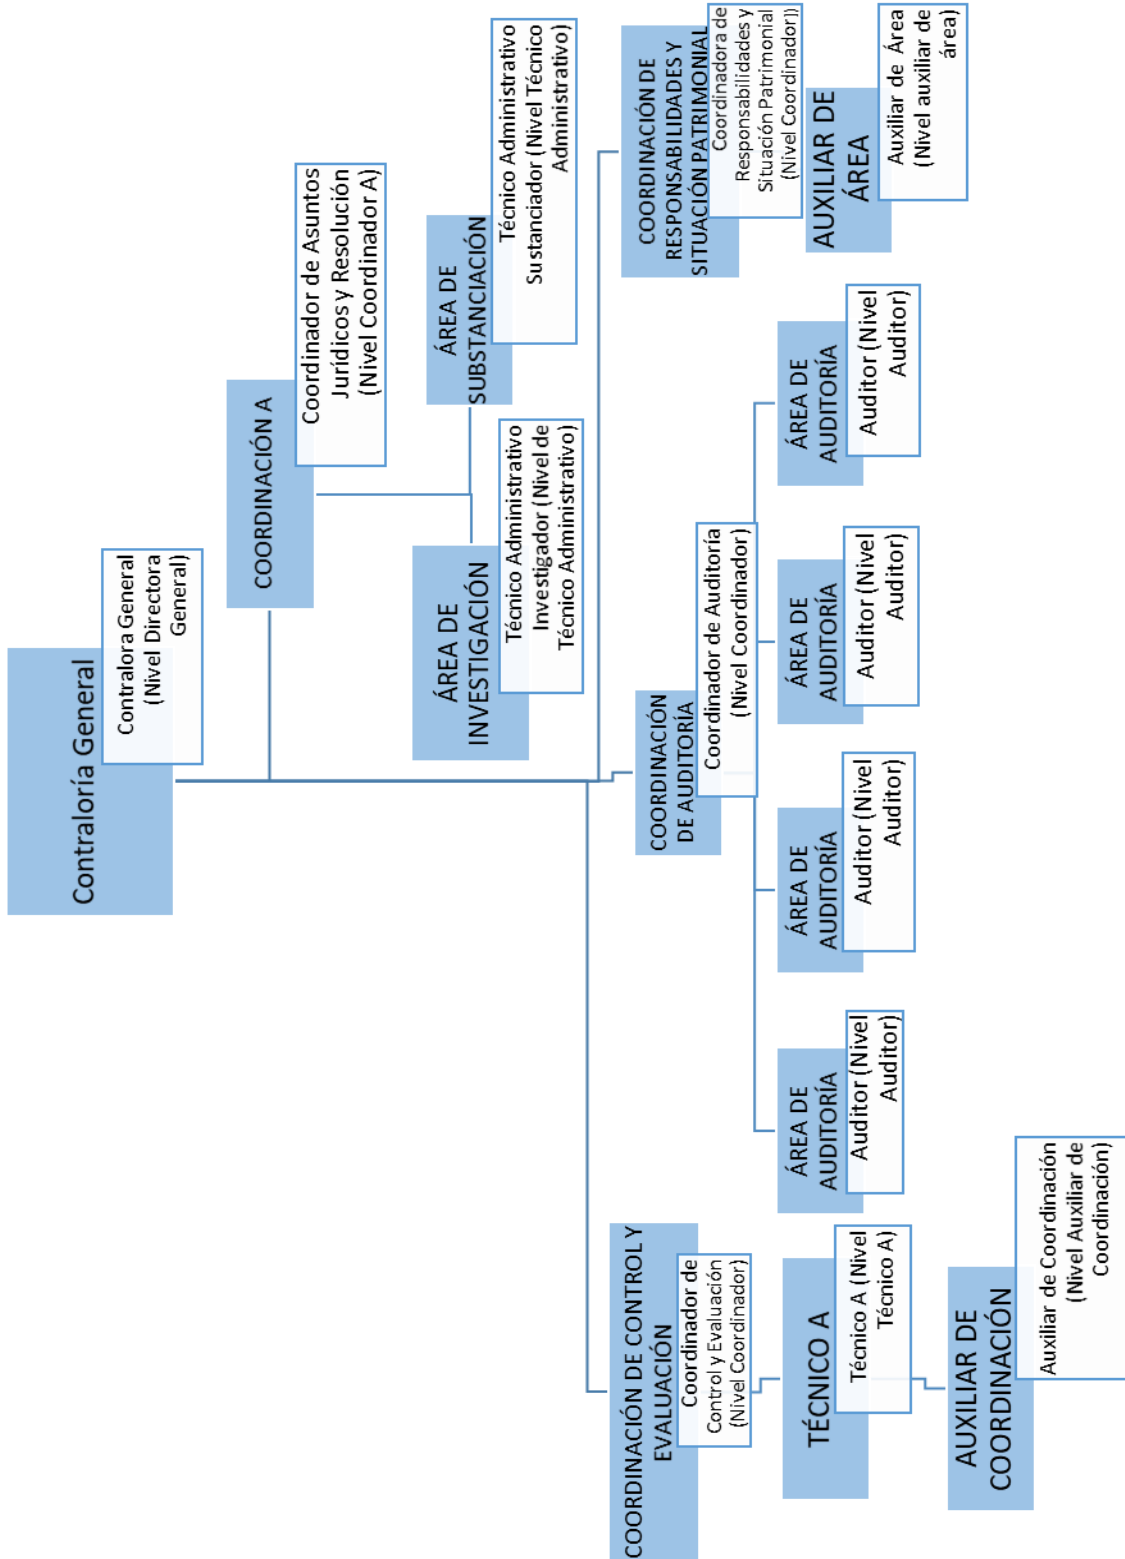 Contraloría General
Contralora General
(Nivel Directora
General)
COORDINACIÓN A
Coordinador de Asuntos
Jurídicos y Resolución
(Nivel Coordinador A)
ÁREA DE
INVESTIGACIÓN
Técnico Administrativo
Investigador (Nivel de
Técnico Administrativo)
ÁREA DE
SUBSTANCIACIÓN
Técnico Administrativo
Sustanciador (Nivel Técnico
Administrativo)
COORDINACIÓN DE CONTROL Y
EVALUACIÓN
Coordinador de
Control y Evaluación
(Nivel Coordinador)
COORDINACIÓN
DE AUDITORÍA
Coordinador de Auditoría
(Nivel Coordinador)
COORDINACIÓN DE
RESPONSABILIDADES Y
SITUACIÓN PATRIMONIAL
Coordinadora de
Responsabilidades y
Situación Patrimonial
(Nivel Coordinador])
TÉCNICO A
Técnico A (Nivel
Técnico A)
ÁREA DE
AUDITORÍA
Auditor (Nivel
Auditor)
ÁREA DE
AUDITORÍA
Auditor (Nivel
Auditor)
ÁREA DE
AUDITORÍA
Auditor (Nivel
Auditor)
ÁREA DE
AUDITORÍA
Auditor (Nivel
Auditor)
AUXILIAR DE
ÁREA
Auxiliar de Área
(Nivel auxiliar de
área)
AUXILIAR DE
COORDINACIÓN
Auxiliar de Coordinación
(Nivel Auxiliar de
Coordinación)